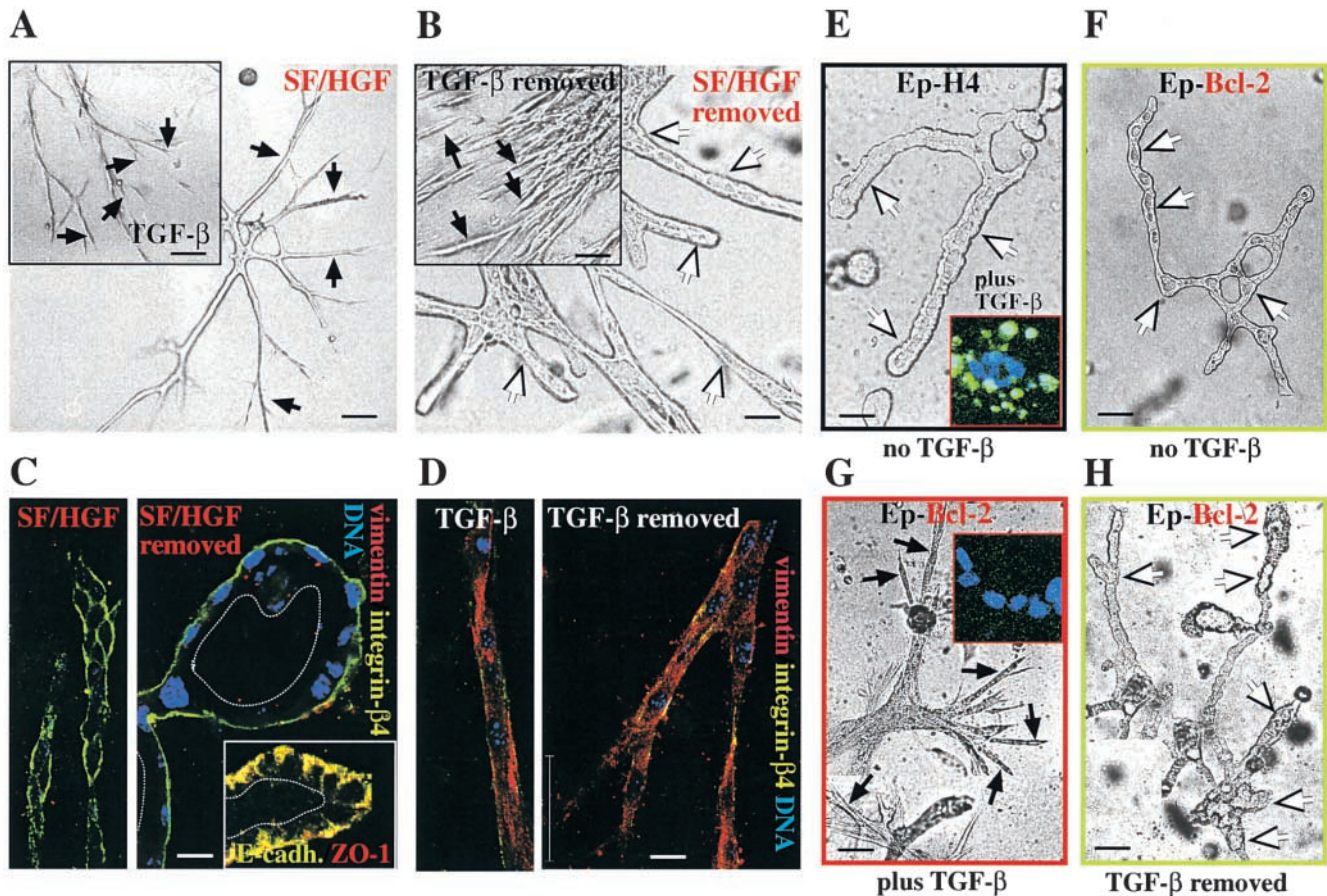 A
SF/HGF
TGF-β
B
TGF-β removed
SF/HGF
removed
E
Ep-H4
plus
TGF-β
no TGF-β
F
Ep-Bcl-2
no TGF-β
C
SF/HGF
SF/HGF
removed
vimentin integrin-β4
DNA
E-cadh. ZO-1
D
TGF-β
TGF-β removed
vimentin integrin-β4 DNA
G
Ep-Bcl-2
plus TGF-β
H
Ep-Bcl-2
TGF-β removed